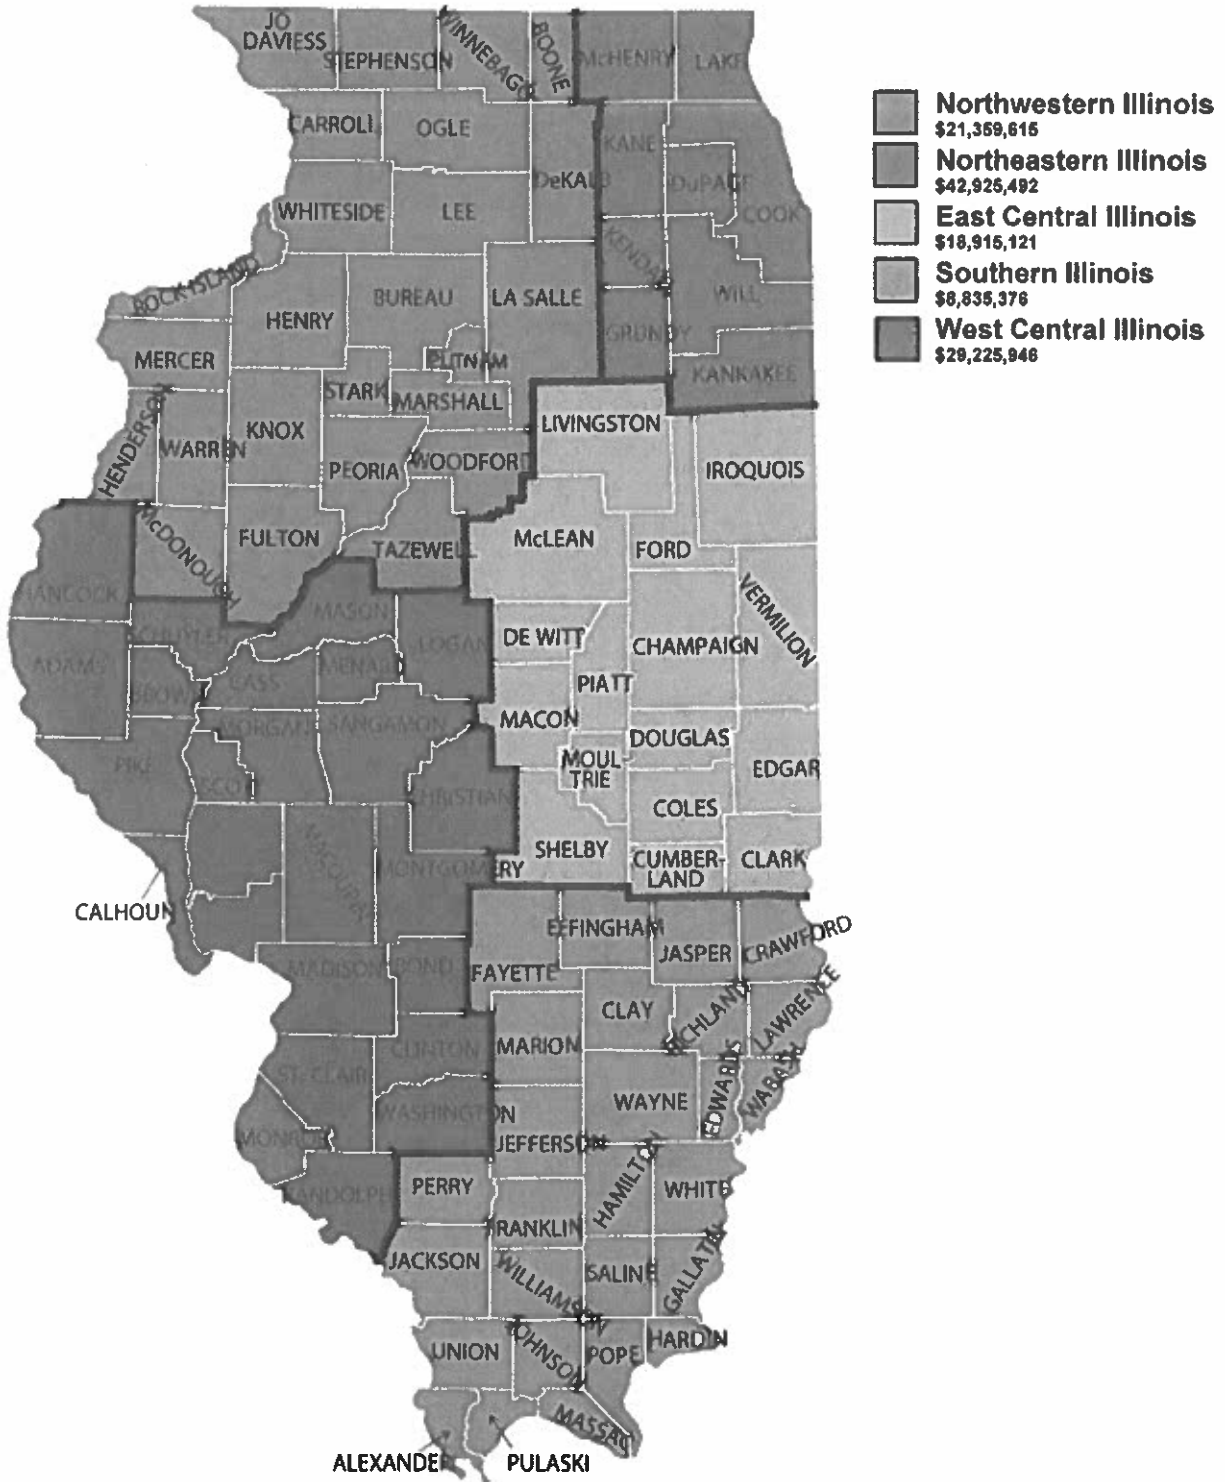 JO
DAVIESS
STEPHENSON
WINNEBAGO
BOONE
McHENRY
LAKE
CARROLL
OGLE
KANE
DeKALB
DuPAGE
COOK
WHITESIDE
LEE
KENDALL
ROCK ISLAND
BUREAU
LA SALLE
WILL
HENRY
GRUNDY
MERCER
PUTNAM
KANKAKEE
STARK
MARSHALL
HENDERSON
WARREN
KNOX
LIVINGSTON
PEORIA
WOODFORD
IROQUOIS
McDONOUGH
FULTON
TAZEWELL
McLEAN
FORD
HANCOCK
MASON
VERMILION
SCHUYLER
LOGAN
DE WITT
CHAMPAIGN
ADAMS
MENARD
BROWN
CASS
PIATT
MORGAN
SANGAMON
MACON
DOUGLAS
PIKE
SCOTT
MOUL
TRIE
EDGAR
CHRISTIAN
COLES
MACOUPIN
SHELBY
MONTGOMERY
CUMBER-
LAND
CLARK
CALHOUN
EFFINGHAM
JASPER
CRAWFORD
MADISON
BOND
FAYETTE
CLAY
RICHLAND
LAWRENCE
CLINTON
MARION
ST. CLAIR
WAYNE
EDWARDS
WABASH
WASHINGTON
MONROE
JEFFERSON
HAMILTON
RANDOLPH
PERRY
WHITE
FRANKLIN
JACKSON
WILLIAMSON
SALINE
GALLATIN
UNION
JOHNSON
POPE
HARDIN
MASSAC
ALEXANDER
PULASKI
Northwestern Illinois
$21,359,615
Northeastern Illinois
$42,925,492
East Central Illinois
$18,915,121
Southern Illinois
$8,835,376
West Central Illinois
$29,225,946